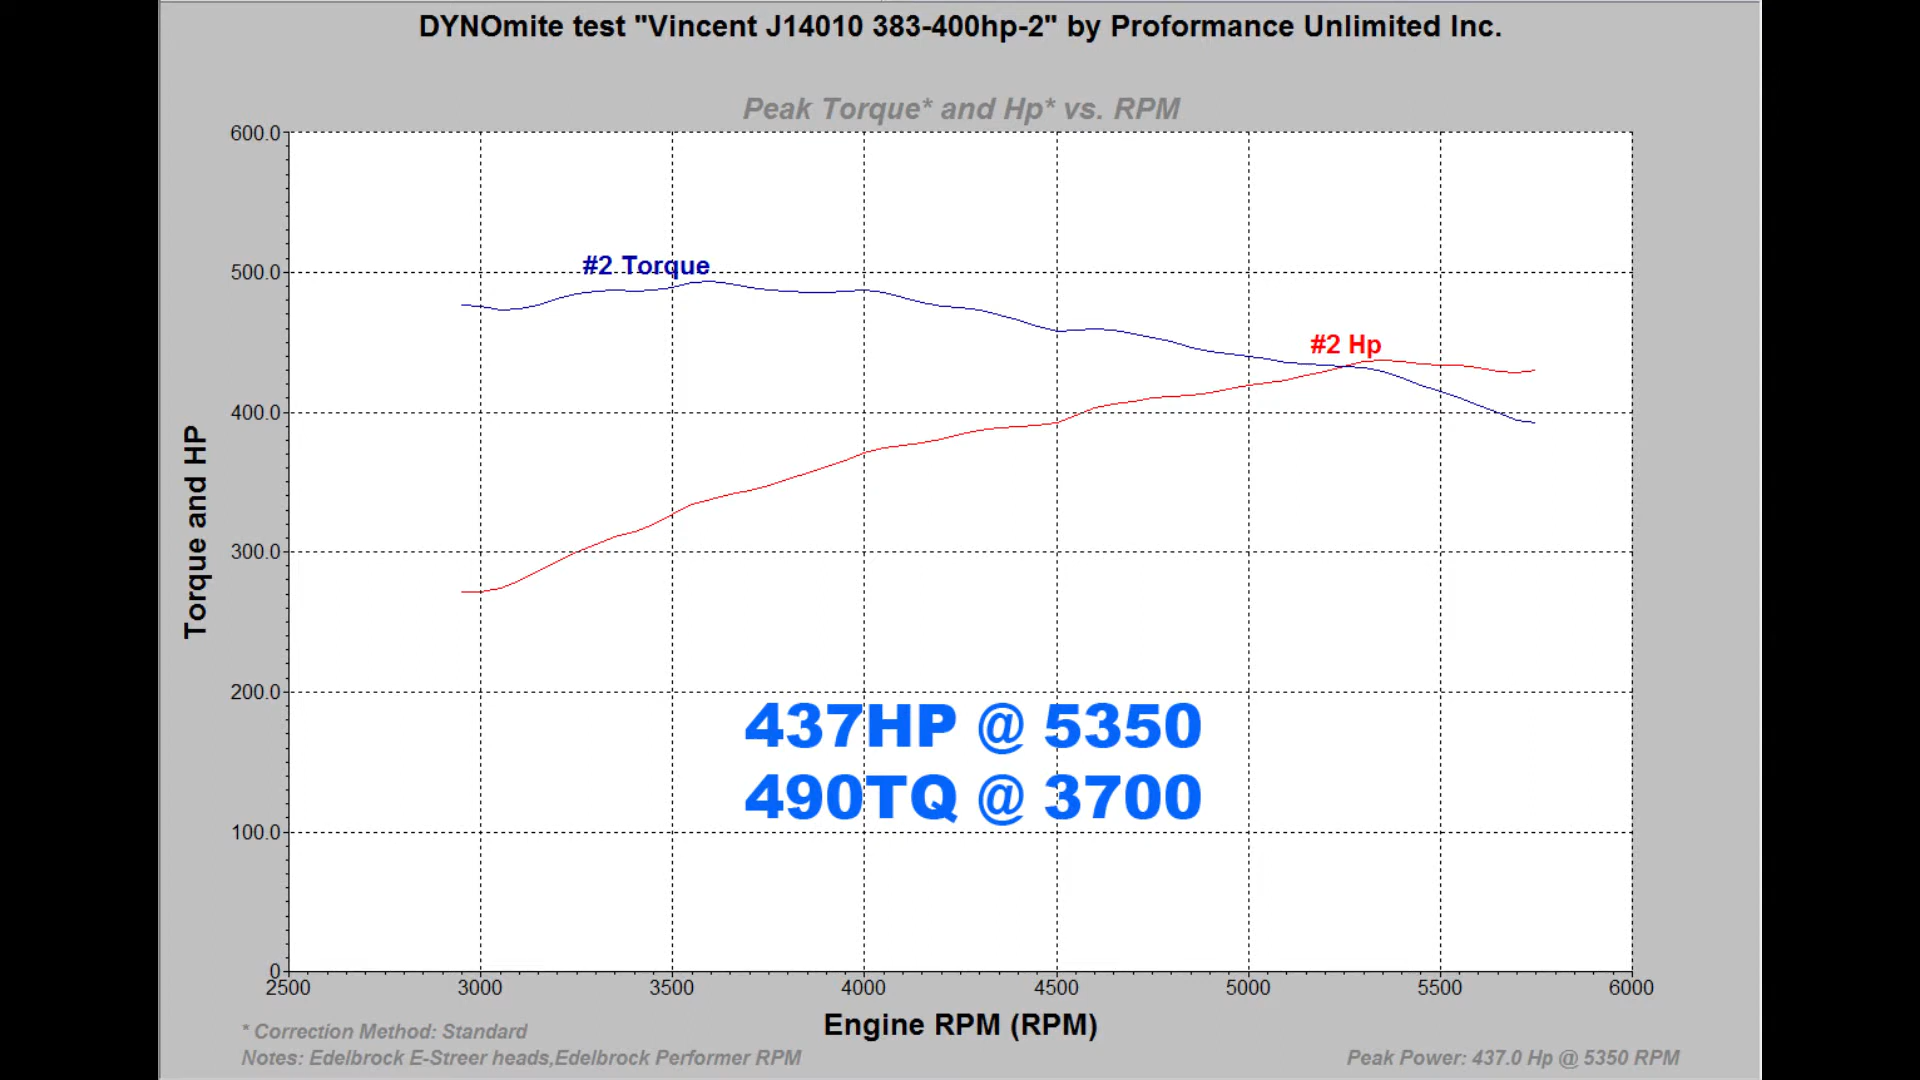 DYNOmite test "Vincent J14010 383-400hp-2" by Proformance Unlimited Inc.
Peak Torque* and Hp* vs. RPM
600.0
500.0
400.0
300.0
200.0
100.0
0
Torque and HP
#2 Torque
#2 Hp
437HP @ 5350
490TQ @ 3700
2500 3000 3500 4000 4500 5000 5500 6000
Engine RPM (RPM)
* Correction Method: Standard
Notes: Edelbrock E-Streer heads,Edelbrock Performer RPM
Peak Power: 437.0 Hp @ 5350 RPM